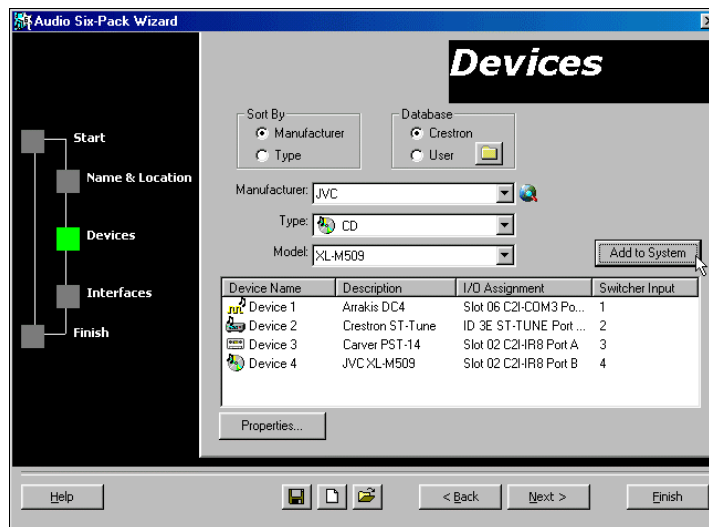 Audio Six-Pack Wizard
Devices
Start
Name & Location
Devices
Interfaces
Finish
Sort By
Manufacturer
Type
Database
Crestron
User
Manufacturer: JVC
Type: CD
Model: XL-M509
Add to System
Device Name Description I/O Assignment Switcher Input
Device 1 Arrakis DC4 Slot 06 C2I-COM3 Po... 1
Device 2 Crestron ST-Tune ID 3E ST-TUNE Port ... 2
Device 3 Carver PST-14 Slot 02 C2I-IR8 Port A 3
Device 4 JVC XL-M509 Slot 02 C2I-IR8 Port B 4
Properties...
Help < Back Next > Finish